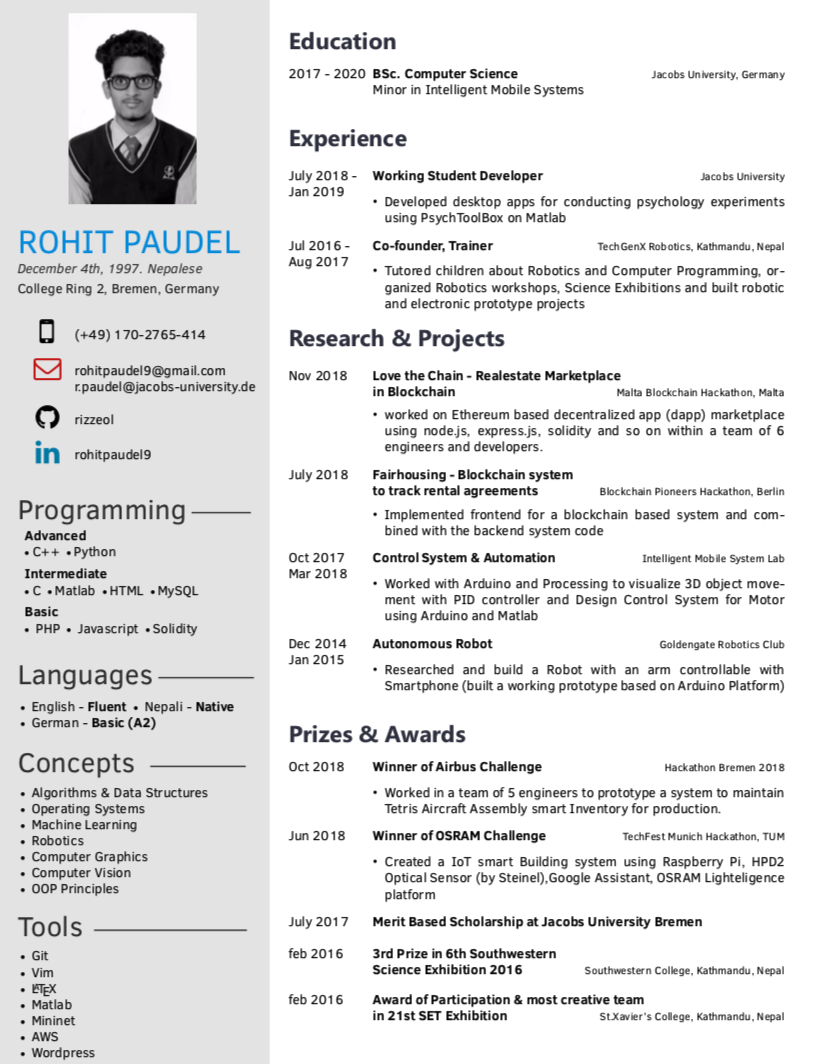 ROHIT PAUDEL
December 4th, 1997. Nepalese
College Ring 2, Bremen, Germany
(+49) 170-2765-414
rohitpaudel9@gmail.com
r.paudel@jacobs-university.de
rizzeol
in rohitpaudel9
Programming
Advanced
• C++ • Python
Intermediate
• C • Matlab • HTML • MySQL
Basic
• PHP • Javascript • Solidity
Languages
• English - Fluent • Nepali - Native
• German - Basic (A2)
Concepts
• Algorithms & Data Structures
• Operating Systems
• Machine Learning
• Robotics
• Computer Graphics
• Computer Vision
• OOP Principles
Tools
• Git
• Vim
• LATEX
• Matlab
• Mininet
• AWS
• Wordpress
Education
2017 - 2020 BSc. Computer Science Jacobs University, Germany
Minor in Intelligent Mobile Systems
Experience
July 2018 - Working Student Developer Jacobs University
Jan 2019
• Developed desktop apps for conducting psychology experiments
using PsychToolBox on Matlab
Jul 2016 - Co-founder, Trainer TechGenX Robotics, Kathmandu, Nepal
Aug 2017
• Tutored children about Robotics and Computer Programming, or-
ganized Robotics workshops, Science Exhibitions and built robotic
and electronic prototype projects
Research & Projects
Nov 2018 Love the Chain - Realestate Marketplace
in Blockchain Malta Blockchain Hackathon, Malta
• worked on Ethereum based decentralized app (dapp) marketplace
using node.js, express.js, solidity and so on within a team of 6
engineers and developers.
July 2018 Fairhousing - Blockchain system
to track rental agreements Blockchain Pioneers Hackathon, Berlin
• Implemented frontend for a blockchain based system and com-
bined with the backend system code
Oct 2017 Control System & Automation Intelligent Mobile System Lab
Mar 2018
• Worked with Arduino and Processing to visualize 3D object move-
ment with PID controller and Design Control System for Motor
using Arduino and Matlab
Dec 2014 Autonomous Robot Goldengate Robotics Club
Jan 2015
• Researched and build a Robot with an arm controllable with
Smartphone (built a working prototype based on Arduino Platform)
Prizes & Awards
Oct 2018 Winner of Airbus Challenge Hackathon Bremen 2018
• Worked in a team of 5 engineers to prototype a system to maintain
Tetris Aircraft Assembly smart Inventory for production.
Jun 2018 Winner of OSRAM Challenge TechFest Munich Hackathon, TUM
• Created a IoT smart Building system using Raspberry Pi, HPD2
Optical Sensor (by Steinel),Google Assistant, OSRAM Lighteligence
platform
July 2017 Merit Based Scholarship at Jacobs University Bremen
feb 2016 3rd Prize in 6th Southwestern
Science Exhibition 2016 Southwestern College, Kathmandu, Nepal
feb 2016 Award of Participation & most creative team
in 21st SET Exhibition St.Xavier's College, Kathmandu, Nepal